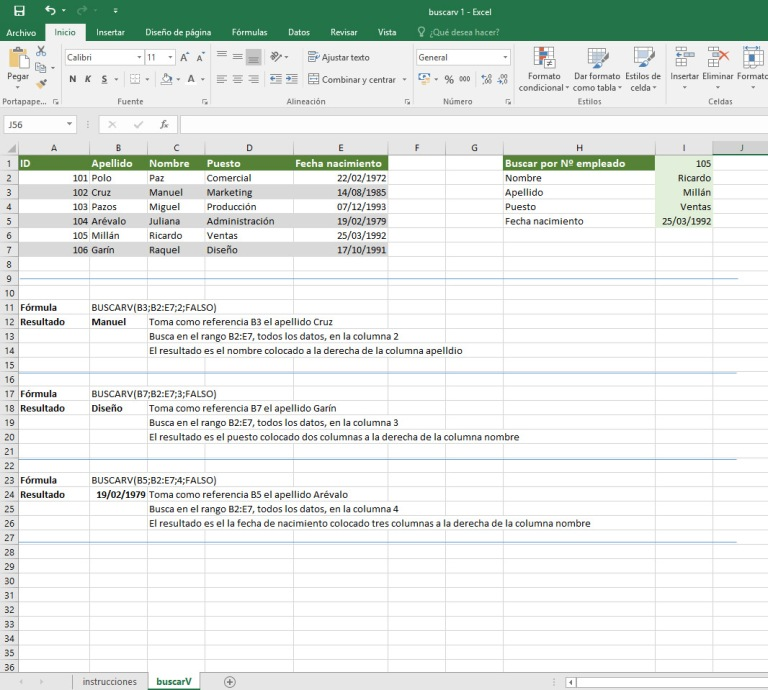 buscarv 1 - Excel
Archivo Inicio Insertar Diseño de página Fórmulas Datos Revisar Vista ¿Qué desea hacer?
Pegar Calibri 11 Ajustar texto General Formato condicional Dar formato como tabla Estilos de celda Insertar Eliminar Formato
N K S Combinar y centrar % 000
Portapape... Fuente Alineación Número Estilos Celdas
J56 fx
A B C D E F G H I J
1 ID Apellido Nombre Puesto Fecha nacimiento Buscar por Nº empleado 105
2 101 Polo Paz Comercial 22/02/1972 Nombre Ricardo
3 102 Cruz Manuel Marketing 14/08/1985 Apellido Millán
4 103 Pazos Miguel Producción 07/12/1993 Puesto Ventas
5 104 Arévalo Juliana Administración 19/02/1979 Fecha nacimiento 25/03/1992
6 105 Millán Ricardo Ventas 25/03/1992
7 106 Garín Raquel Diseño 17/10/1991
8
9
10
11 Fórmula BUSCARV(B3;B2:E7;2;FALSO)
12 Resultado Manuel Toma como referencia B3 el apellido Cruz
13 Busca en el rango B2:E7, todos los datos, en la columna 2
14 El resultado es el nombre colocado a la derecha de la columna apelldio
15
16
17 Fórmula BUSCARV(B7;B2:E7;3;FALSO)
18 Resultado Diseño Toma como referencia B7 el apellido Garín
19 Busca en el rango B2:E7, todos los datos, en la columna 3
20 El resultado es el puesto colocado dos columnas a la derecha de la columna nombre
21
22
23 Fórmula BUSCARV(B5;B2:E7;4;FALSO)
24 Resultado 19/02/1979 Toma como referencia B5 el apellido Arévalo
25 Busca en el rango B2:E7, todos los datos, en la columna 4
26 El resultado es el la fecha de nacimiento colocado tres columnas a la derecha de la columna nombre
27
28
29
30
31
32
33
34
35
36
instrucciones buscarV